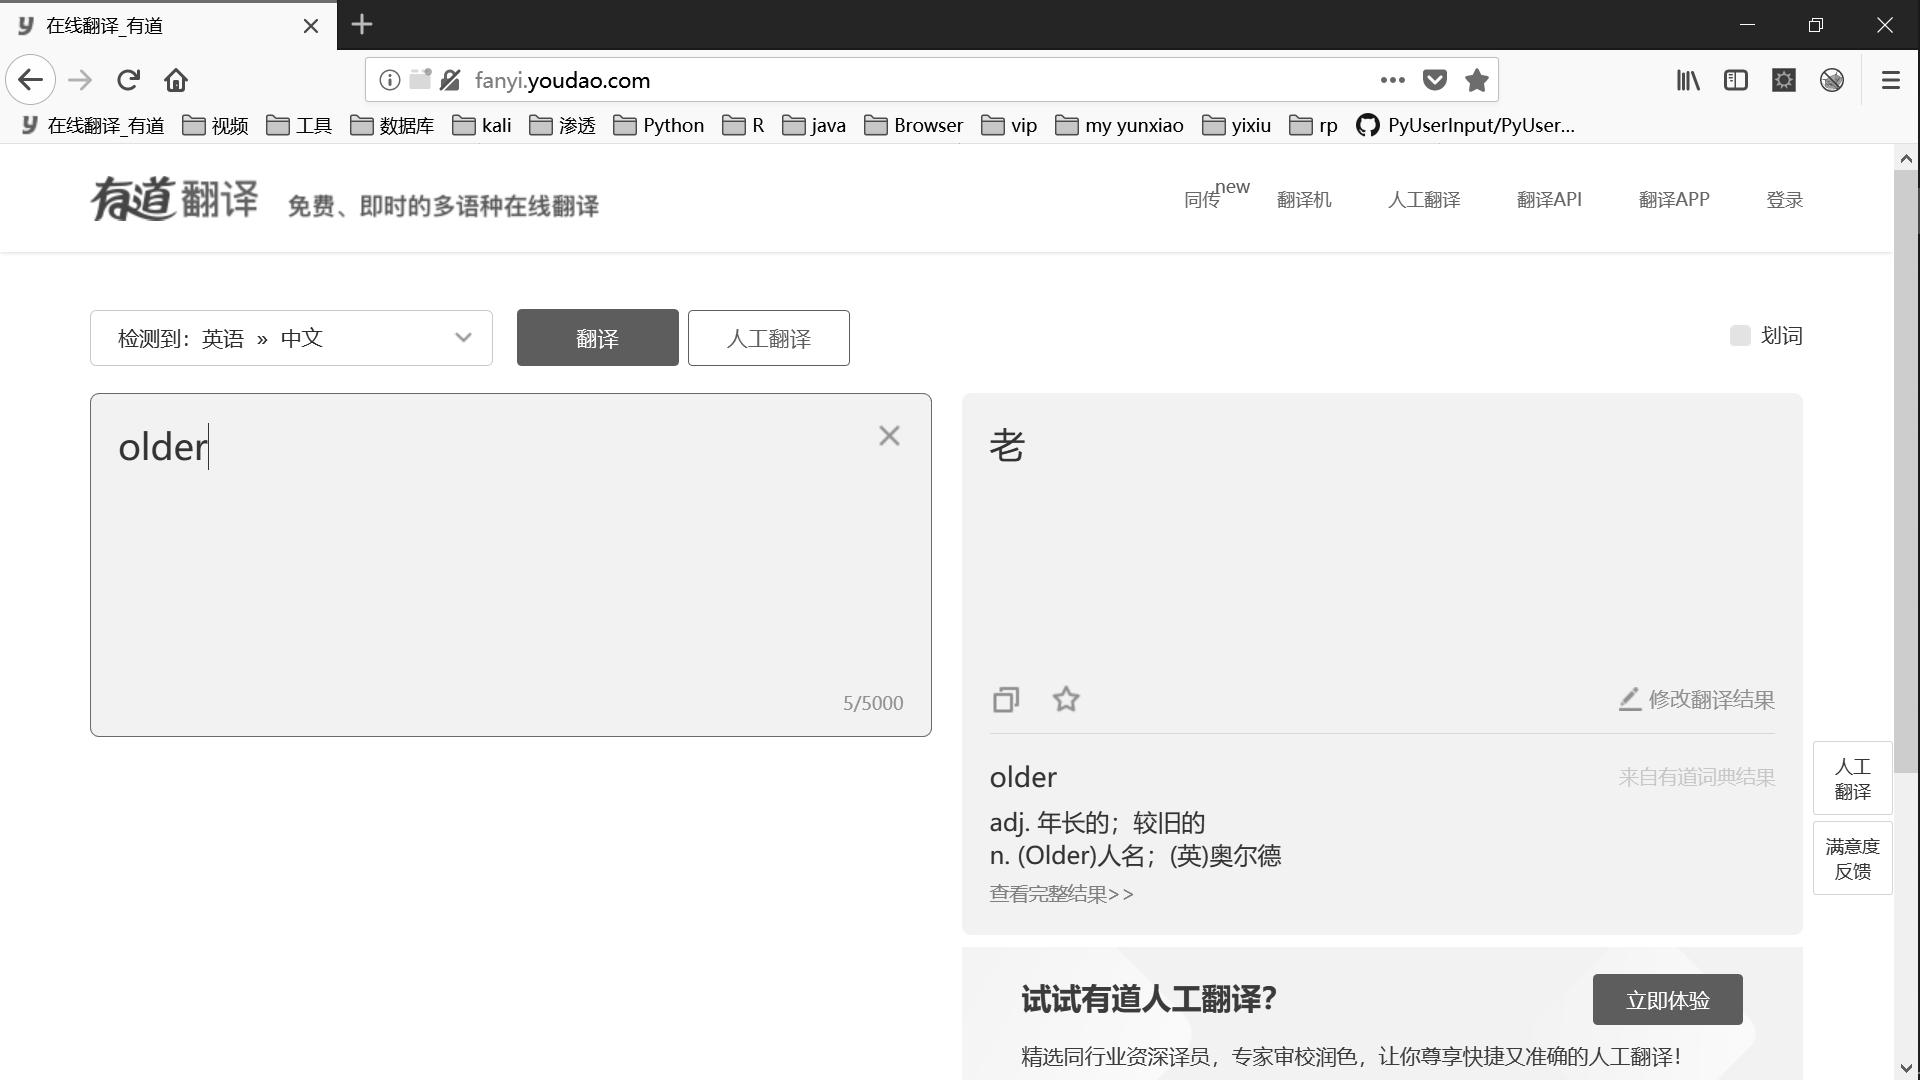 在线翻译_有道
fanyi.youdao.com
在线翻译_有道 视频 工具 数据库 kali 渗透 Python R java Browser vip my yunxiao yixiu rp PyUserInput/PyUser...
有道翻译 免费、即时的多语种在线翻译
同传 new 翻译机 人工翻译 翻译API 翻译APP 登录
检测到：英语 » 中文 翻译 人工翻译 划词
older
5/5000
老
修改翻译结果
older 来自有道词典结果
adj. 年长的；较旧的
n. (Older)人名；(英)奥尔德
查看完整结果>>
人工
翻译
满意度
反馈
试试有道人工翻译？
立即体验
精选同行业资深译员，专家审校润色，让你尊享快捷又准确的人工翻译！